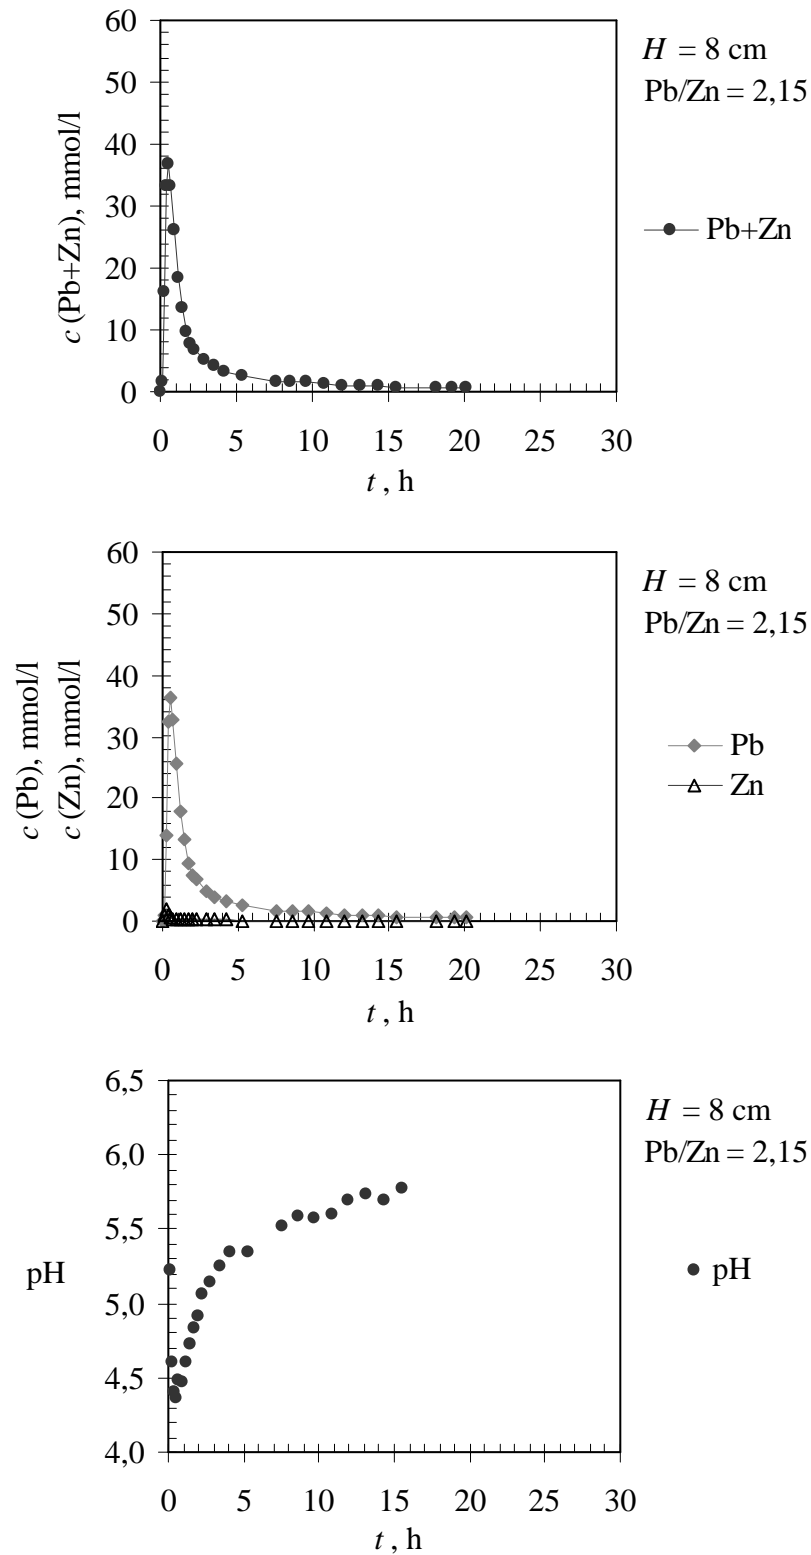 60
50
40
30
20
10
0
c (Pb+Zn), mmol/l
0 5 10 15 20 25 30
t , h
H = 8 cm
Pb/Zn = 2,15
Pb+Zn
60
50
40
30
20
10
0
c (Pb), mmol/l
c (Zn), mmol/l
0 5 10 15 20 25 30
t , h
H = 8 cm
Pb/Zn = 2,15
Pb
Zn
6,5
6,0
5,5
5,0
4,5
4,0
pH
0 5 10 15 20 25 30
t , h
H = 8 cm
Pb/Zn = 2,15
pH